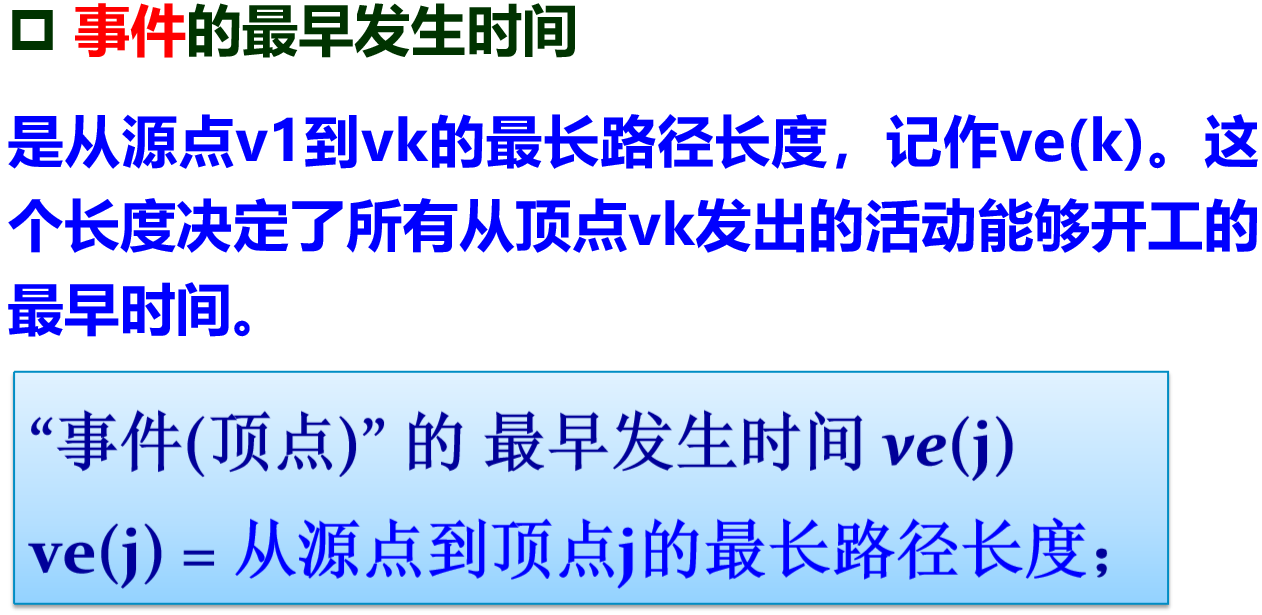 □ 事件的最早发生时间
是从源点v1到vk的最长路径长度，记作ve(k)。这
个长度决定了所有从顶点vk发出的活动能够开工的
最早时间。
“事件(顶点)” 的 最早发生时间 ve(j)
ve(j) = 从源点到顶点j的最长路径长度；